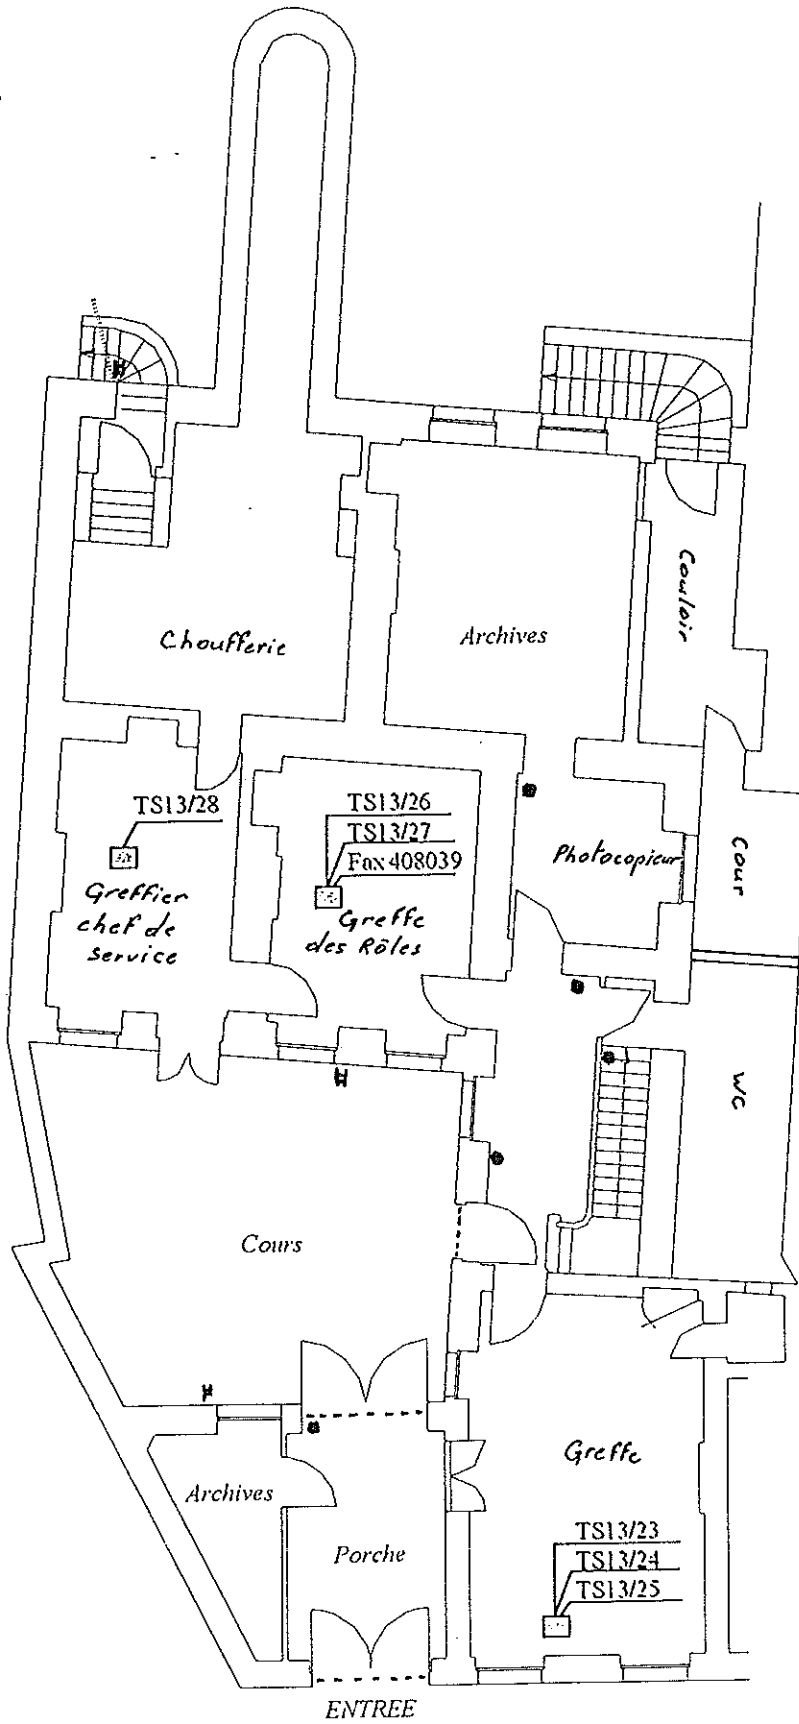 Couloir
Choufferie
Archives
TS13/28
TS13/26
TS13/27
Fax 408039
Photocopieur
Cour
Greffier
chef de
service
Greffe
des Rôles
WC
Cours
Greffe
Archives
TS13/23
TS13/24
TS13/25
Porche
ENTREE